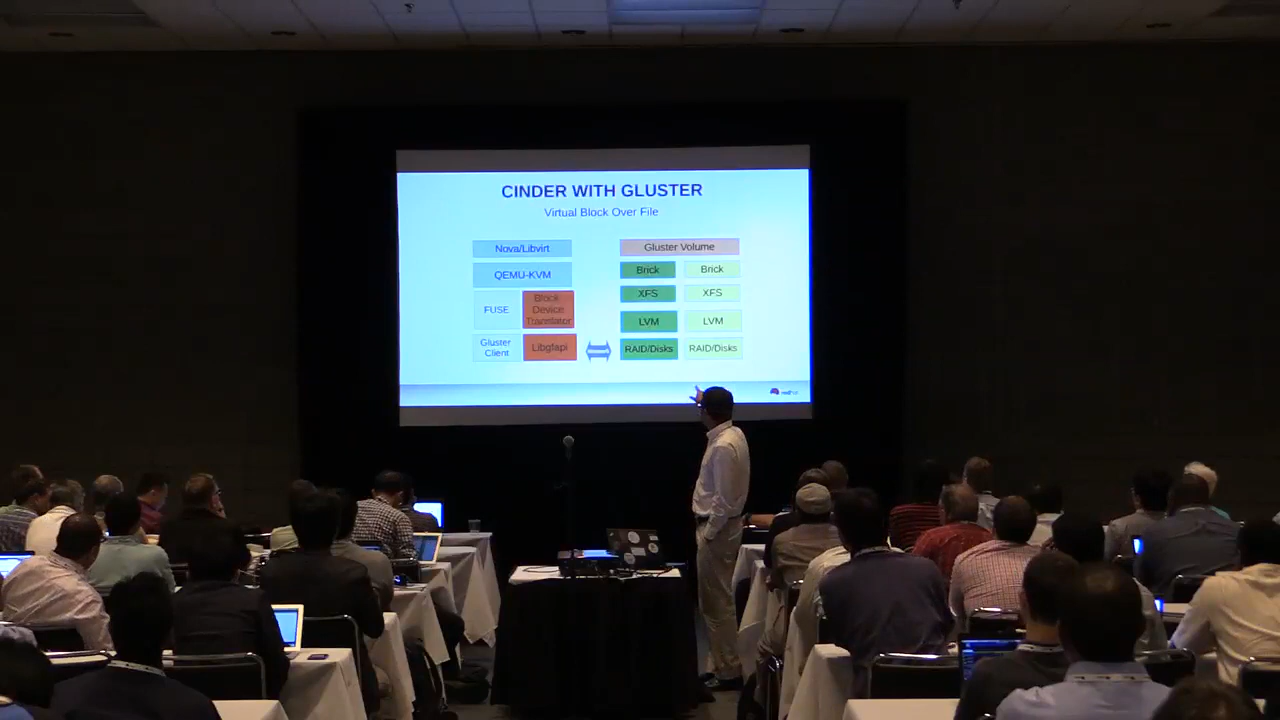 CINDER WITH GLUSTER
Virtual Block Over File
Nova/Libvirt
QEMU-KVM
FUSE
Block
Device
Translator
Gluster
Client
Libgfapi
Gluster Volume
Brick
Brick
XFS
XFS
LVM
LVM
RAID/Disks
RAID/Disks
redhat